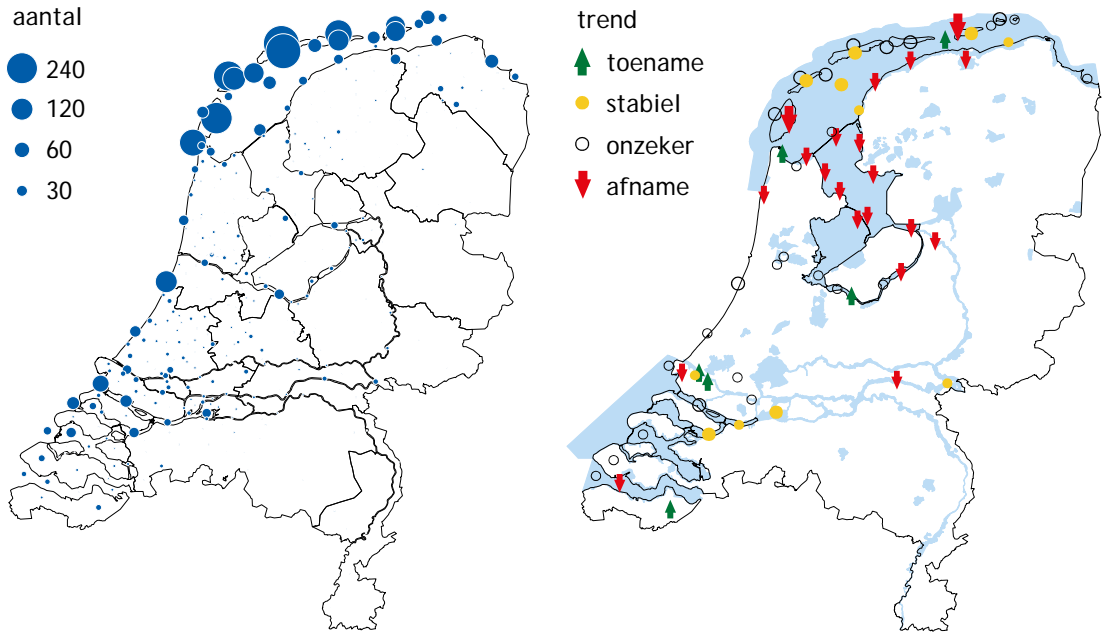 aantal
240
120
60
30
trend
toename
stabiel
onzeker
afname